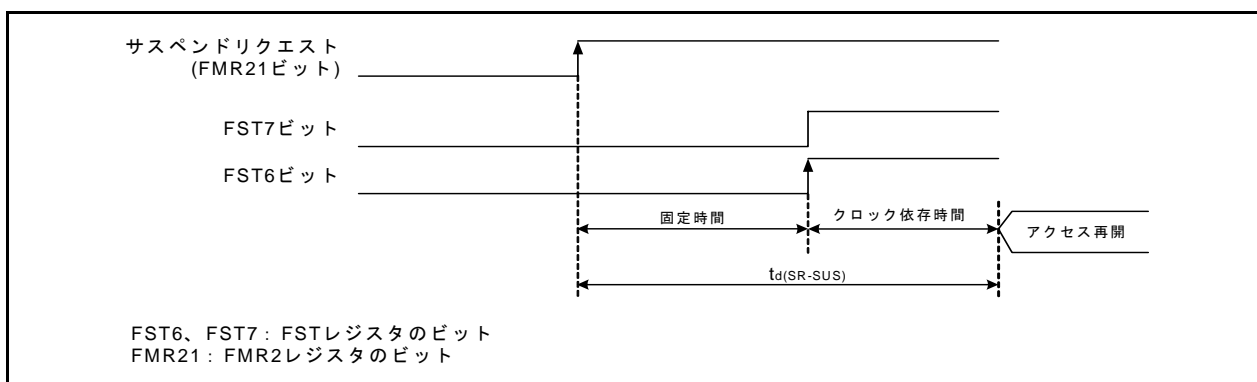 サスペンドリクエスト
(FMR21ビット)
FST7ビット
FST6ビット
固定時間
クロック依存時間
アクセス再開
td(SR-SUS)
FST6、FST7：FSTレジスタのビット
FMR21：FMR2レジスタのビット